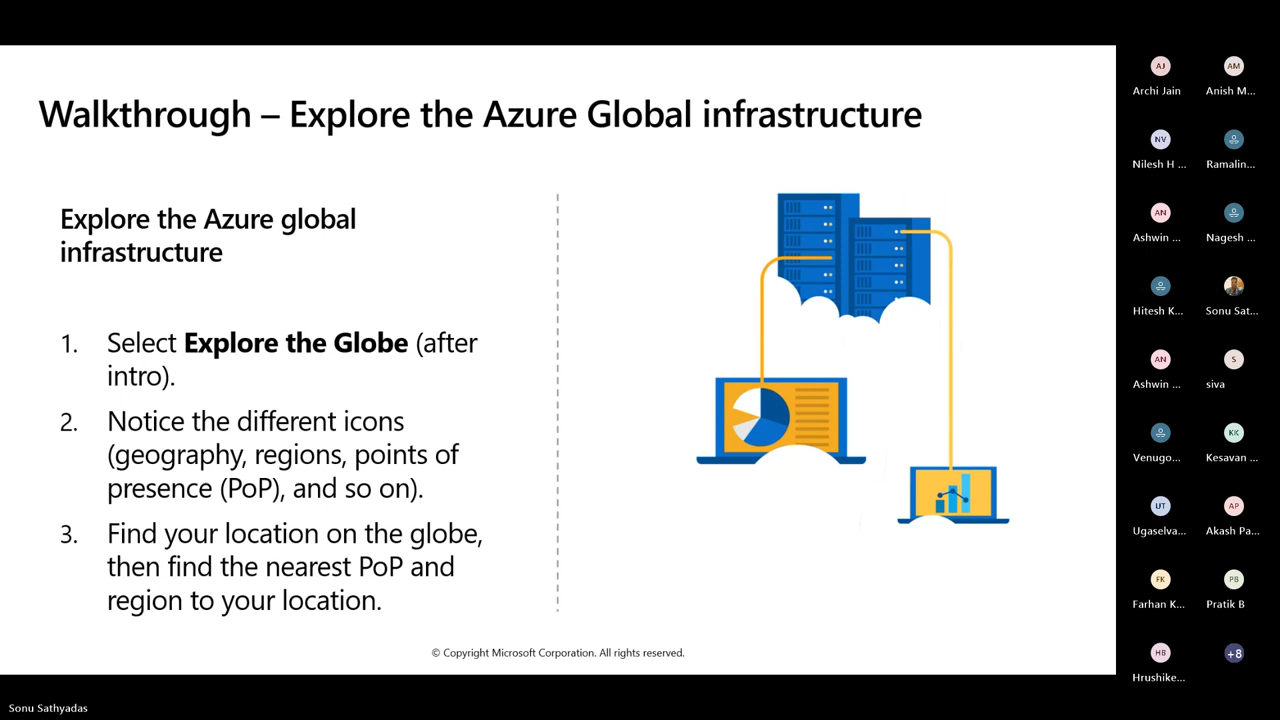 Walkthrough – Explore the Azure Global infrastructure
Explore the Azure global
infrastructure
1. Select Explore the Globe (after
intro).
2. Notice the different icons
(geography, regions, points of
presence (PoP), and so on).
3. Find your location on the globe,
then find the nearest PoP and
region to your location.
© Copyright Microsoft Corporation. All rights reserved.
Sonu Sathyadas
AJ AM
Archi Jain Anish M...
NV
Nilesh H ... Ramalin...
AN
Ashwin ... Nagesh ...
Hitesh K... Sonu Sat...
AN S
Ashwin ... siva
KK
Venugo... Kesavan ...
UT AP
Ugaselva... Akash Pa...
FK PB
Farhan K... Pratik B
HB +8
Hrushike...